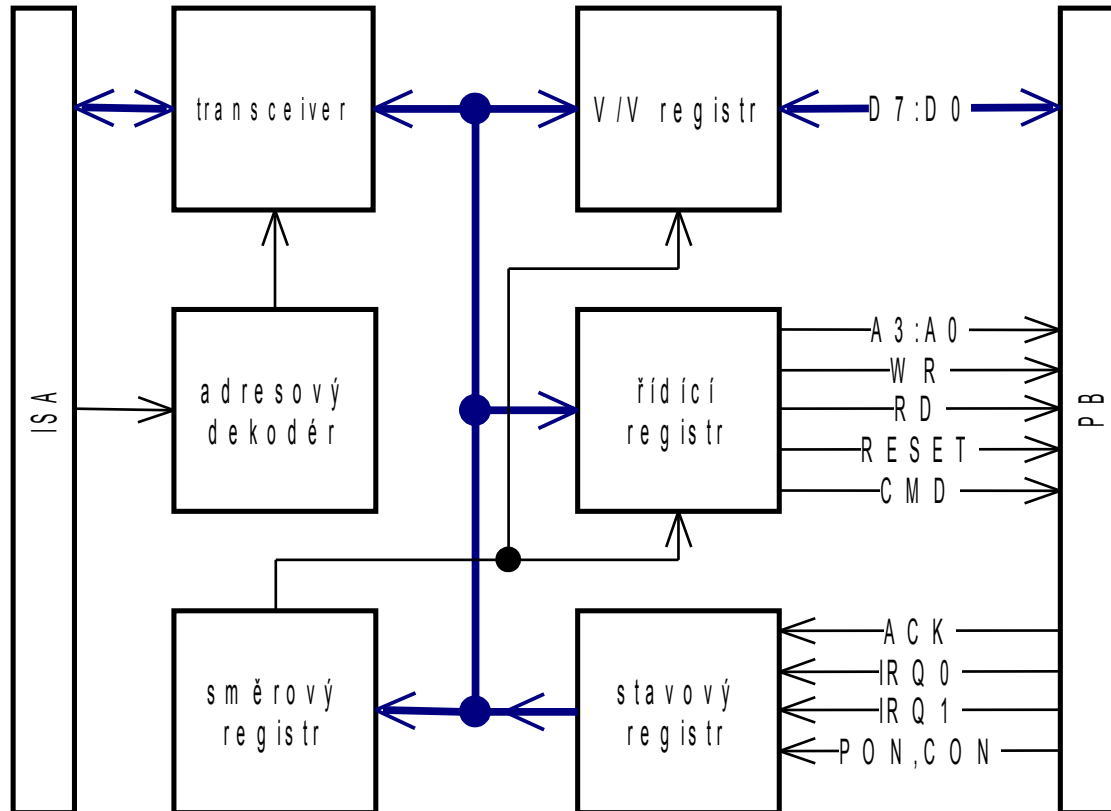 ISA
transceiver
V/V registr
D7:D0
adresový
dekodér
řídící
registr
A3:A0
WR
RD
RESET
CMD
PB
směrový
registr
stavový
registr
ACK
IRQ0
IRQ1
PON,CON